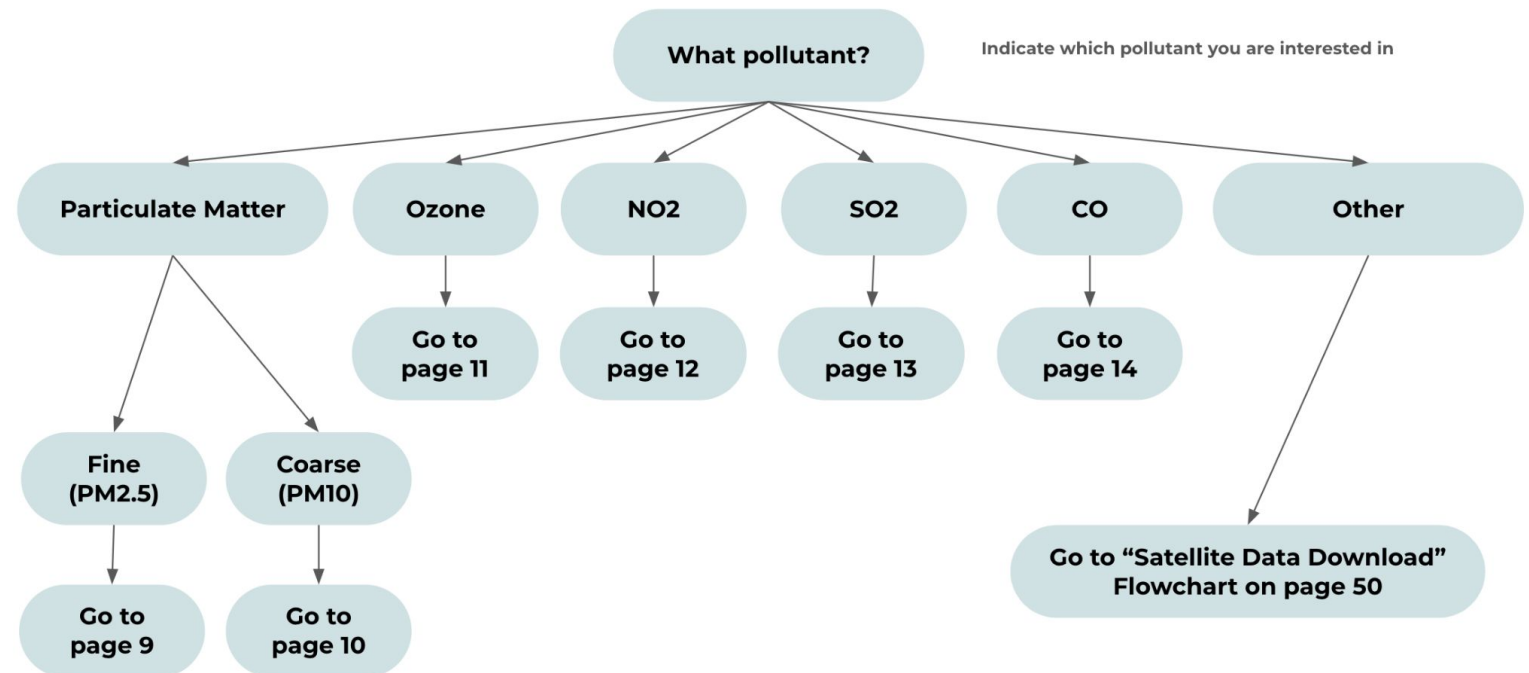 What pollutant?
Indicate which pollutant you are interested in
Particulate Matter
Ozone
NO2
SO2
CO
Other
Go to
page 11
Go to
page 12
Go to
page 13
Go to
page 14
Fine
(PM2.5)
Coarse
(PM10)
Go to “Satellite Data Download”
Flowchart on page 50
Go to
page 9
Go to
page 10